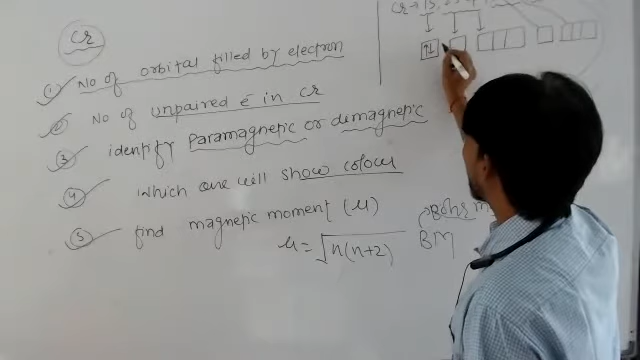 Cr
Cr → 1s
① No of orbital filled by electron
② No of unpaired e⁻ in cr
③ identify Paramagnetic or dimagnetic
④ which one will show colour
⑤ find magnetic moment (μ)
μ = √n(n+2) BM
Bohr